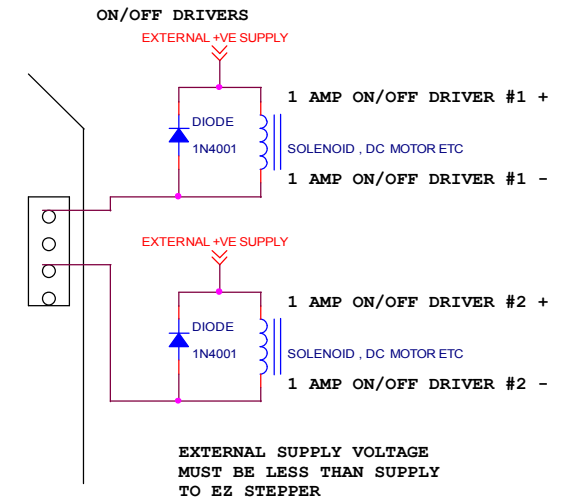 ON/OFF DRIVERS
EXTERNAL +VE SUPPLY
1 AMP ON/OFF DRIVER #1 +
DIODE
1N4001
SOLENOID , DC MOTOR ETC
1 AMP ON/OFF DRIVER #1 -
EXTERNAL +VE SUPPLY
1 AMP ON/OFF DRIVER #2 +
DIODE
1N4001
SOLENOID , DC MOTOR ETC
1 AMP ON/OFF DRIVER #2 -
EXTERNAL SUPPLY VOLTAGE
MUST BE LESS THAN SUPPLY
TO EZ STEPPER